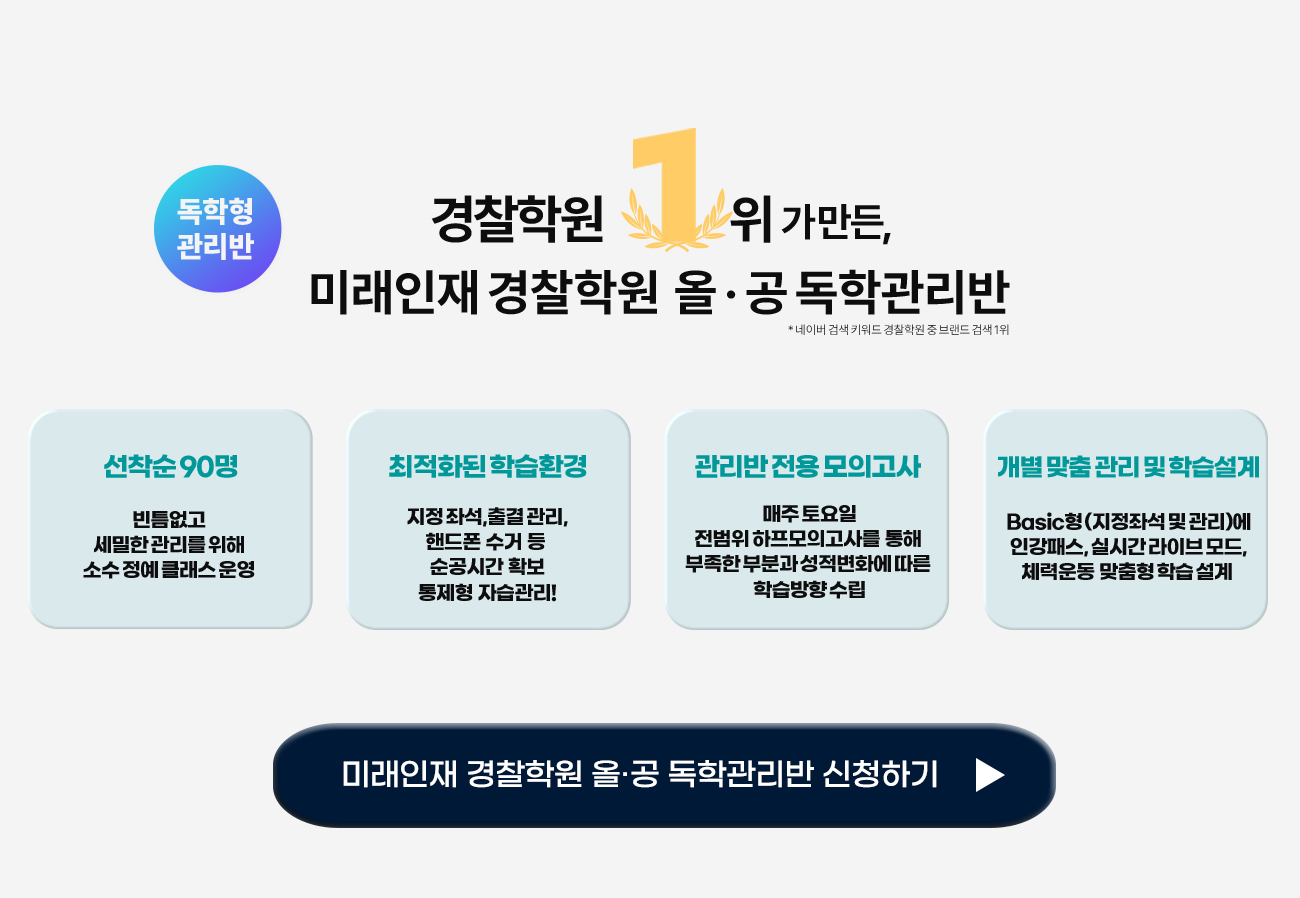 독학형
관리반
경찰학원 1위 가 만든,
미래인재 경찰학원 올·공 독학관리반
* 네이버 검색 키워드 경찰학원 중 브랜드 검색 1위
선착순 90명
빈틈없고
세밀한 관리를 위해
소수 정예 클래스 운영
최적화된 학습환경
지정 좌석,출결 관리,
핸드폰 수거 등
순공시간 확보
통제형 자습관리!
관리반 전용 모의고사
매주 토요일
전범위 하프모의고사를 통해
부족한 부분과 성적변화에 따른
학습방향 수립
개별 맞춤 관리 및 학습설계
Basic형 (지정좌석 및 관리)에
인강패스, 실시간 라이브 모드,
체력운동 맞춤형 학습 설계
미래인재 경찰학원 올·공 독학관리반 신청하기